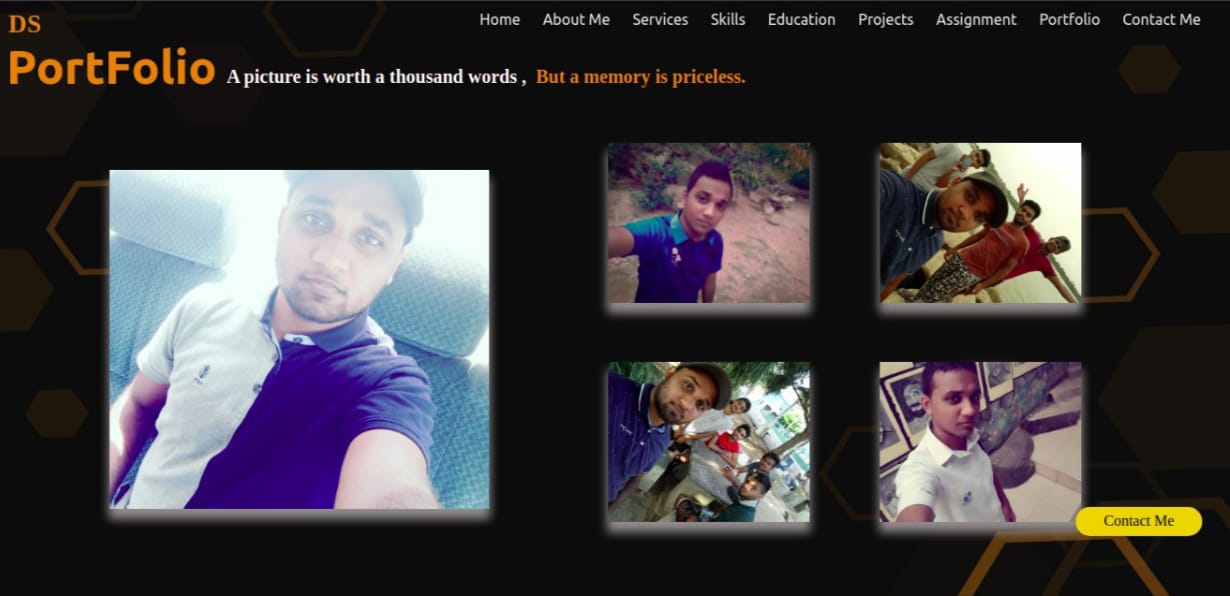 DS
Home About Me Services Skills Education Projects Assignment Portfolio Contact Me
PortFolio A picture is worth a thousand words , But a memory is priceless.
Contact Me